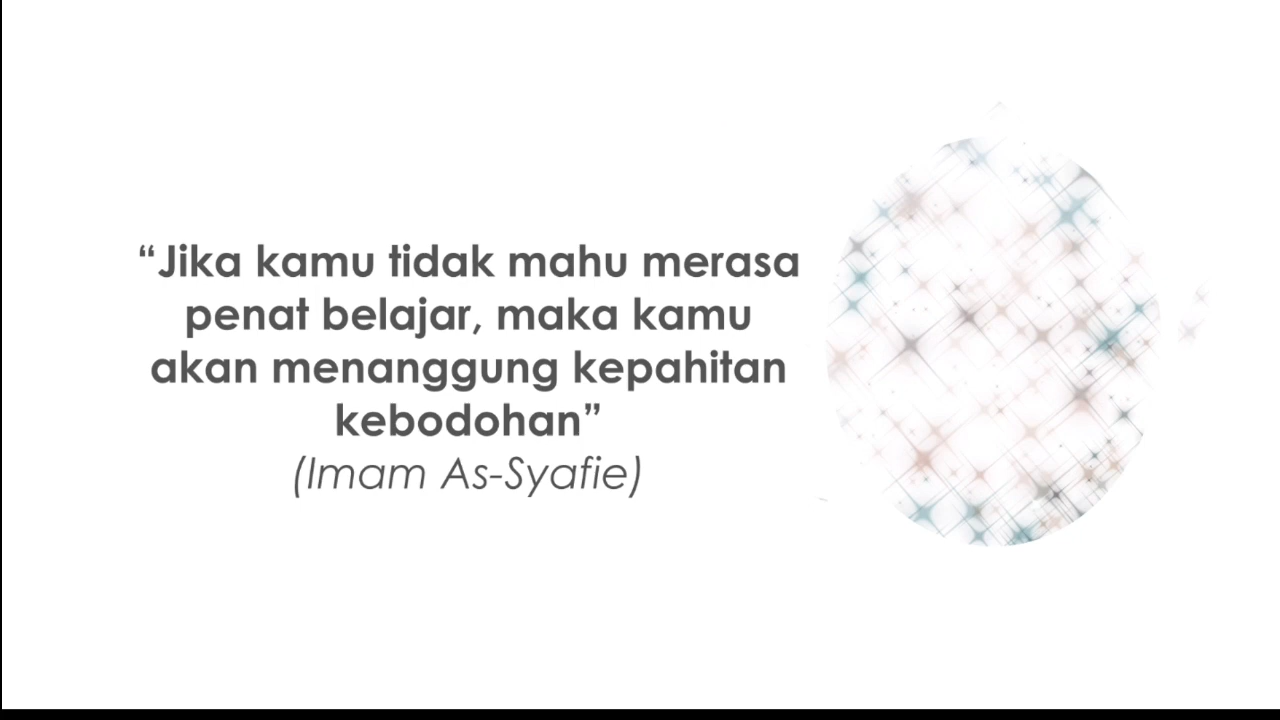 “Jika kamu tidak mahu merasa
penat belajar, maka kamu
akan menanggung kepahitan
kebodohan”
(Imam As-Syafie)